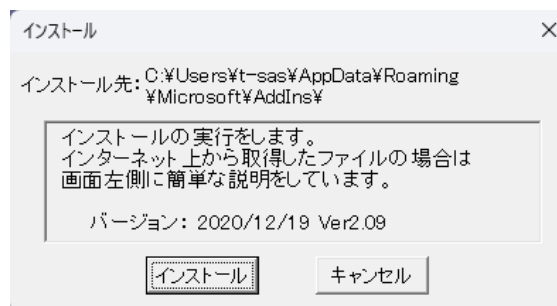 インストール
インストール先: C:¥Users¥t-sas¥AppData¥Roaming
¥Microsoft¥AddIns¥
インストールの実行をします。
インターネット上から取得したファイルの場合は
画面左側に簡単な説明をしています。
バージョン: 2020/12/19 Ver2.09
インストール
キャンセル